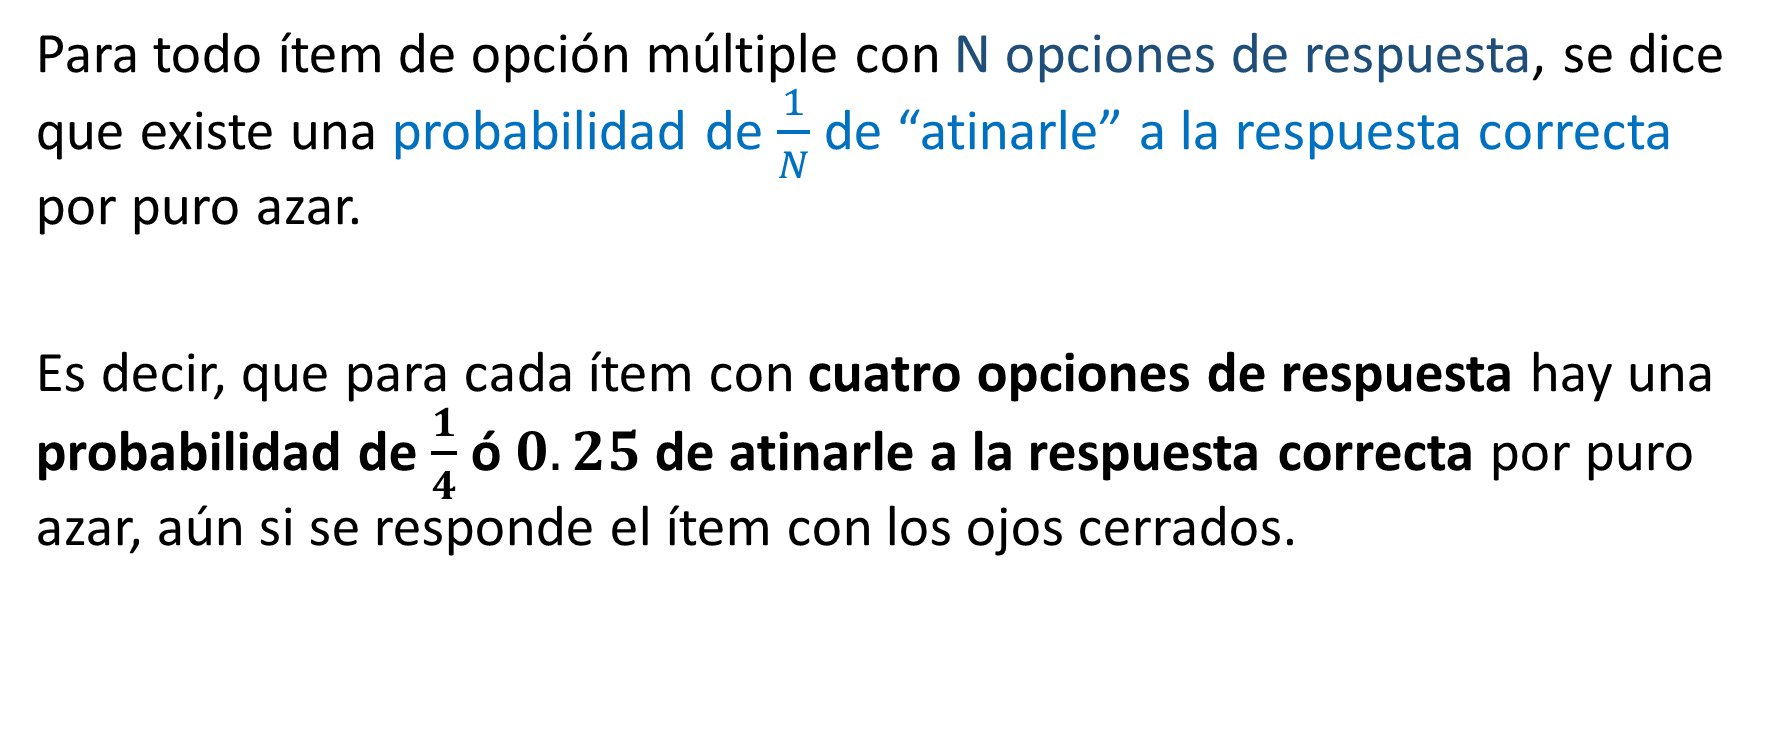 Para todo ítem de opción múltiple con N opciones de respuesta, se dice
que existe una probabilidad de 1/N de “atinarle” a la respuesta correcta
por puro azar.
Es decir, que para cada ítem con cuatro opciones de respuesta hay una
probabilidad de 1/4 ó 0.25 de atinarle a la respuesta correcta por puro
azar, aún si se responde el ítem con los ojos cerrados.